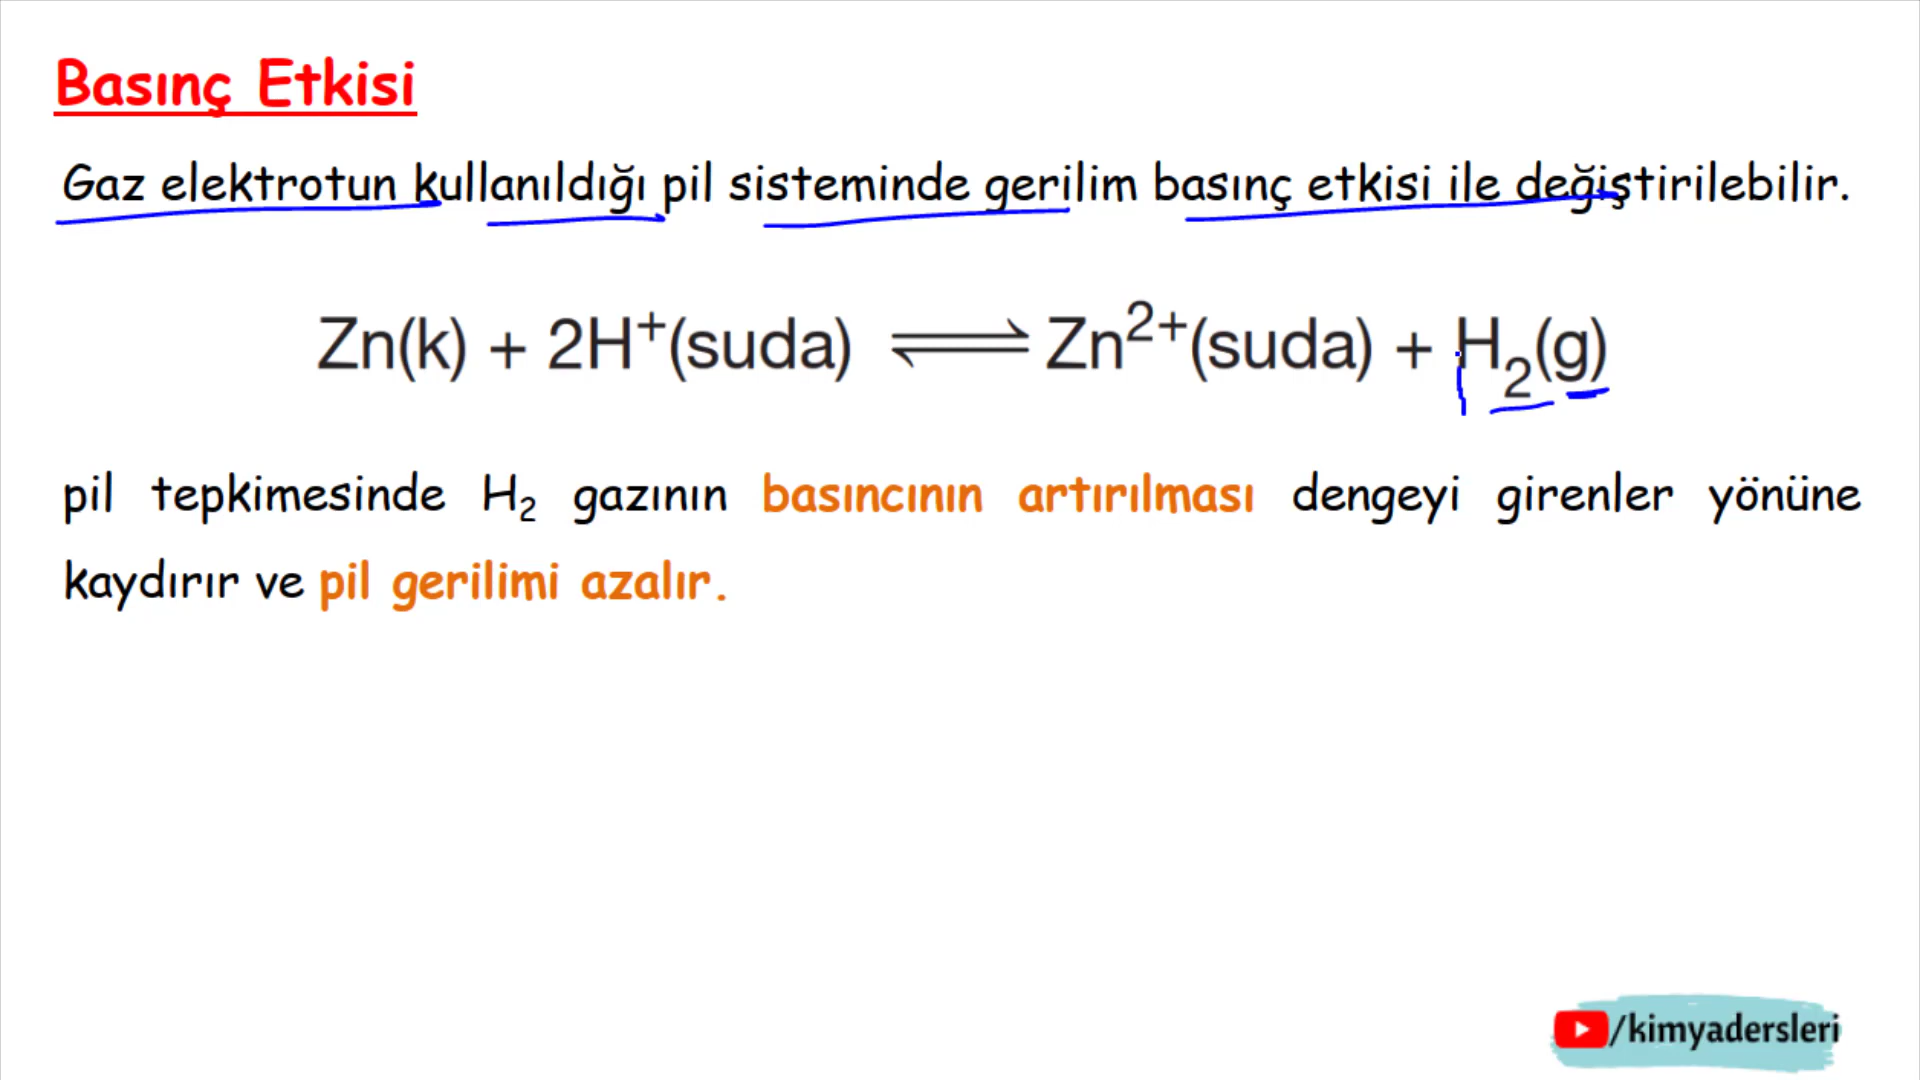 Basınç Etkisi
Gaz elektrotun kullanıldığı pil sisteminde gerilim basınç etkisi ile değiştirilebilir.
Zn(k) + 2H⁺(suda) ⇌ Zn²⁺(suda) + H₂(g)
pil tepkimesinde H₂ gazının basıncının artırılması dengeyi girenler yönüne
kaydırır ve pil gerilimi azalır.
/kimyadersleri